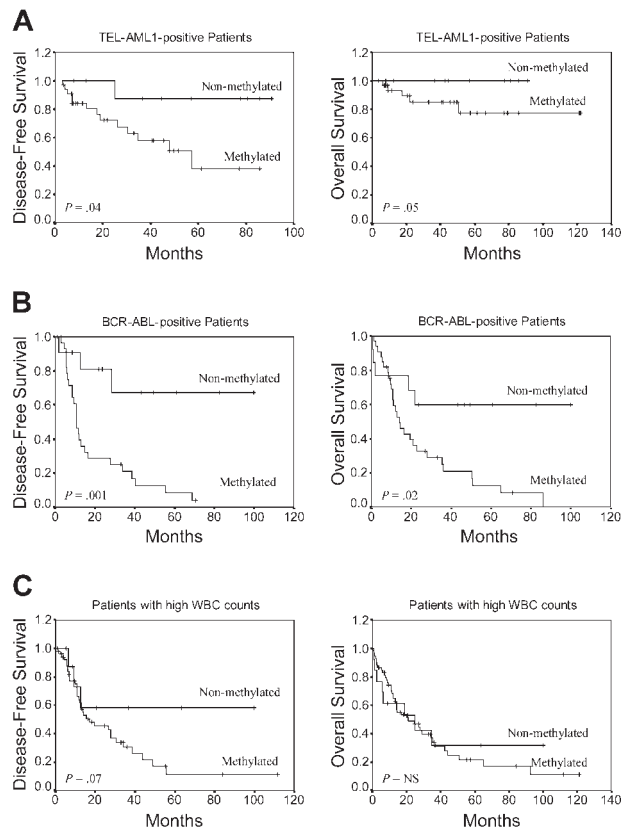 A
TEL-AML1-positive Patients
TEL-AML1-positive Patients
Disease-Free Survival
1.2
1.0
0.8
0.6
0.4
0.2
0.0
Non-methylated
Methylated
P = .04
0 20 40 60 80 100
Months
Overall Survival
1.2
1.0
0.8
0.6
0.4
0.2
0.0
Non-methylated
Methylated
P = .05
0 20 40 60 80 100 120 140
Months
B
BCR-ABL-positive Patients
BCR-ABL-positive Patients
Disease-Free Survival
1.0
0.8
0.6
0.4
0.2
0.0
Non-methylated
Methylated
P = .001
0 20 40 60 80 100 120
Months
Overall Survival
1.0
0.8
0.6
0.4
0.2
0.0
Non-methylated
Methylated
P = .02
0 20 40 60 80 100 120
Months
C
Patients with high WBC counts
Patients with high WBC counts
Disease-Free Survival
1.2
1.0
0.8
0.6
0.4
0.2
0.0
Non-methylated
Methylated
P = .07
0 20 40 60 80 100 120
Months
Overall Survival
1.2
1.0
0.8
0.6
0.4
0.2
0.0
Non-methylated
Methylated
P = NS
0 20 40 60 80 100 120 140
Months